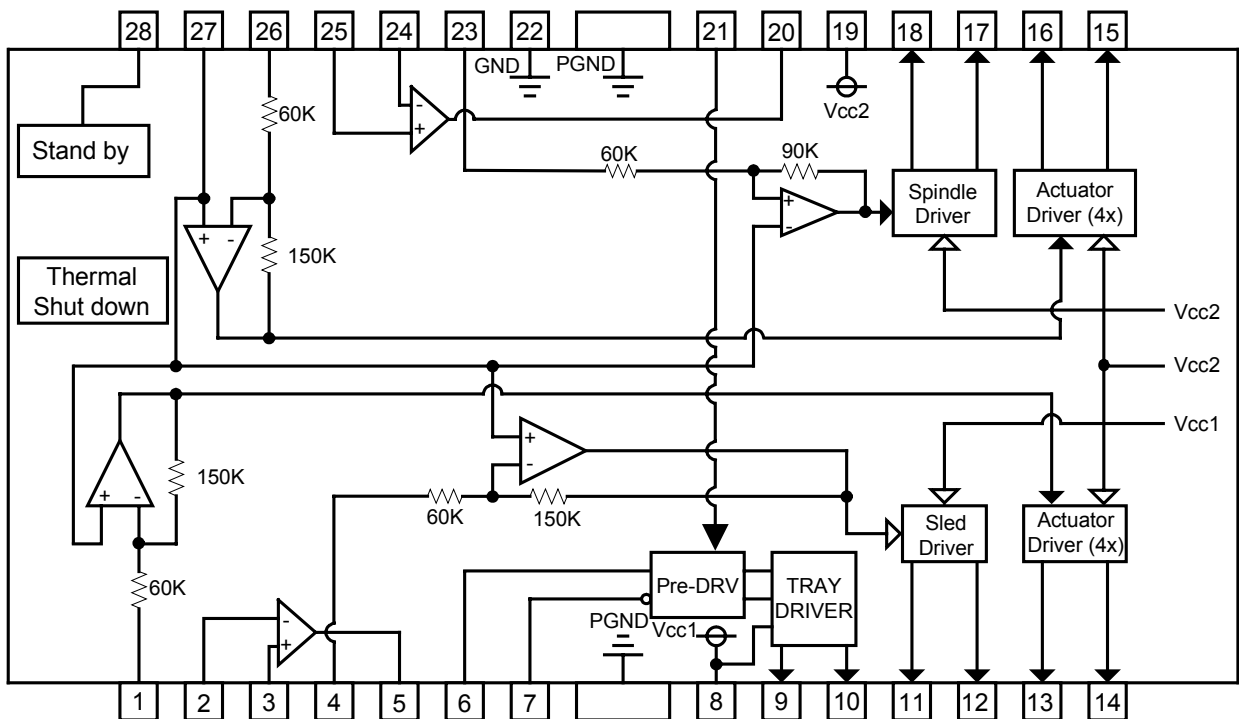 28 27 26 25 24 23 22 21 20 19 18 17 16 15
GND PGND
60K
Vcc2
Stand by
- +
60K 90K
+ -
Spindle
Driver
Actuator
Driver (4x)
+ -
150K
Thermal
Shut down
Vcc2
Vcc2
Vcc1
+ -
150K
+ -
60K 150K
Sled
Driver
Actuator
Driver (4x)
60K
Pre-DRV
TRAY
DRIVER
PGND Vcc1
- +
1 2 3 4 5 6 7 8 9 10 11 12 13 14